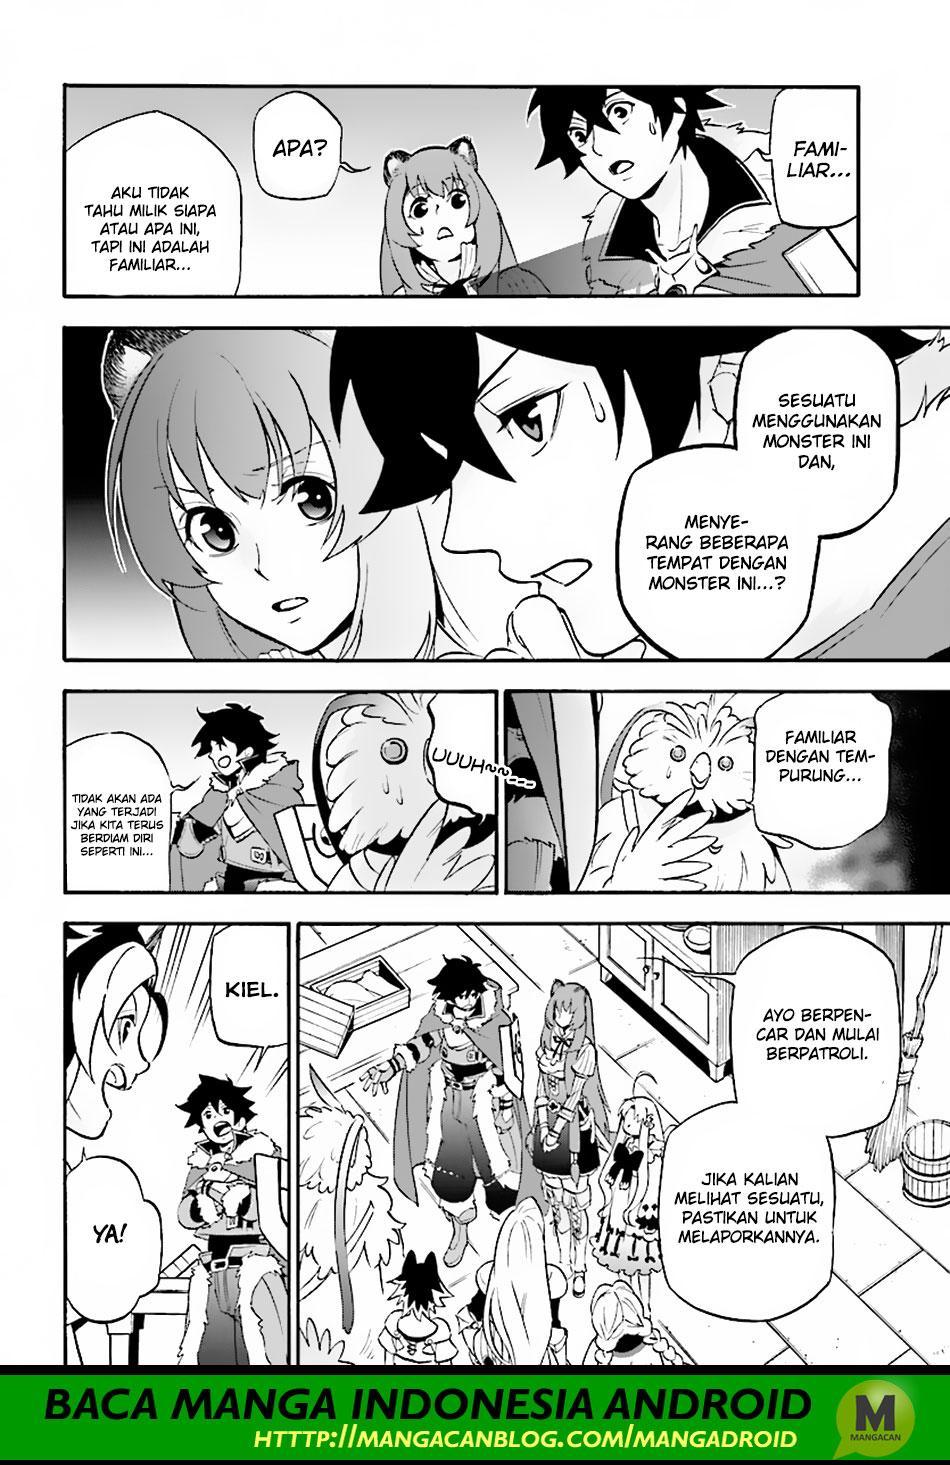 FAMI-
LIAR...
APA?
AKU TIDAK
TAHU MILIK SIAPA
ATAU APA INI,
TAPI INI ADALAH
FAMILIAR...
SESUATU
MENGGUNAKAN
MONSTER INI
DAN,
MENYE-
RANG BEBERAPA
TEMPAT DENGAN
MONSTER INI...?
FAMILIAR
DENGAN TEM-
PURUNG...
UUUH~~...
TIDAK AKAN ADA
YANG TERJADI
JIKA KITA TERUS
BERDIAM DIRI
SEPERTI INI...
AYO BERPEN-
CAR DAN MULAI
BERPATROLI.
JIKA KALIAN
MELIHAT SESUATU,
PASTIKAN UNTUK
MELAPORKANNYA.
KIEL.
YA!
BACA MANGA INDONESIA ANDROID
HTTTP://MANGACANBLOG.COM/MANGADROID
M
MANGACAN